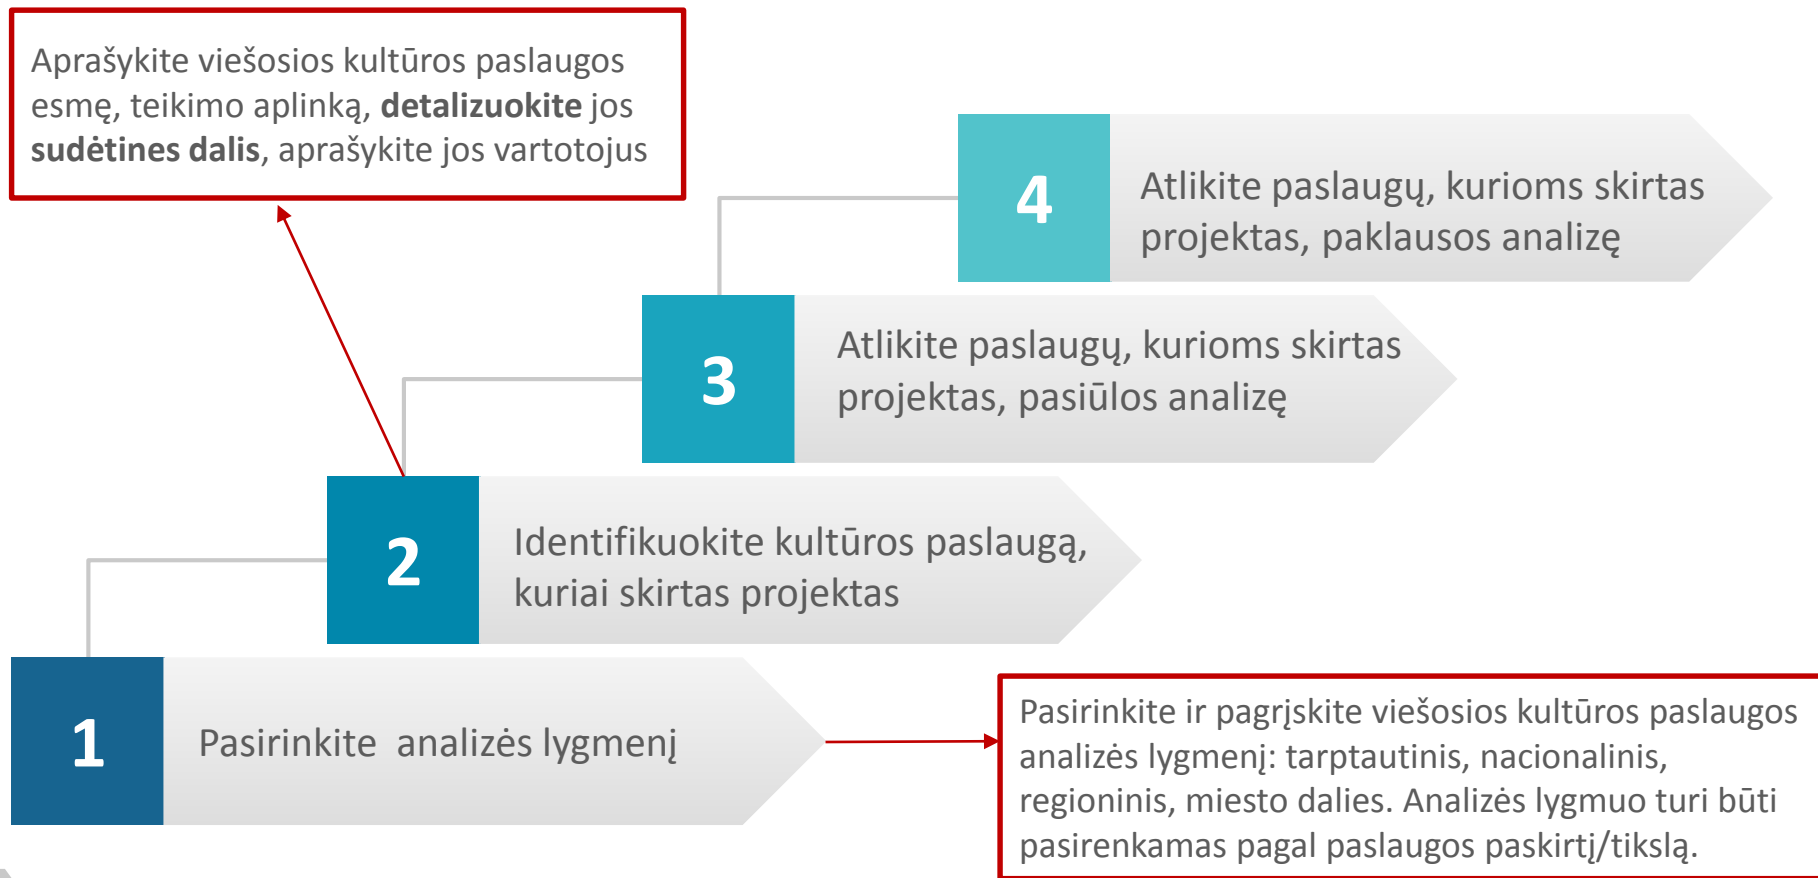 Aprašykite viešosios kultūros paslaugos
esmę, teikimo aplinką, detalizuokite jos
sudėtines dalis, aprašykite jos vartotojus
4
Atlikite paslaugų, kurioms skirtas
projektas, paklausos analizę
3
Atlikite paslaugų, kurioms skirtas
projektas, pasiūlos analizę
2
Identifikuokite kultūros paslaugą,
kuriai skirtas projektas
1
Pasirinkite analizės lygmenį
Pasirinkite ir pagrįskite viešosios kultūros paslaugos
analizės lygmenį: tarptautinis, nacionalinis,
regioninis, miesto dalies. Analizės lygmuo turi būti
pasirenkamas pagal paslaugos paskirtį/tikslą.